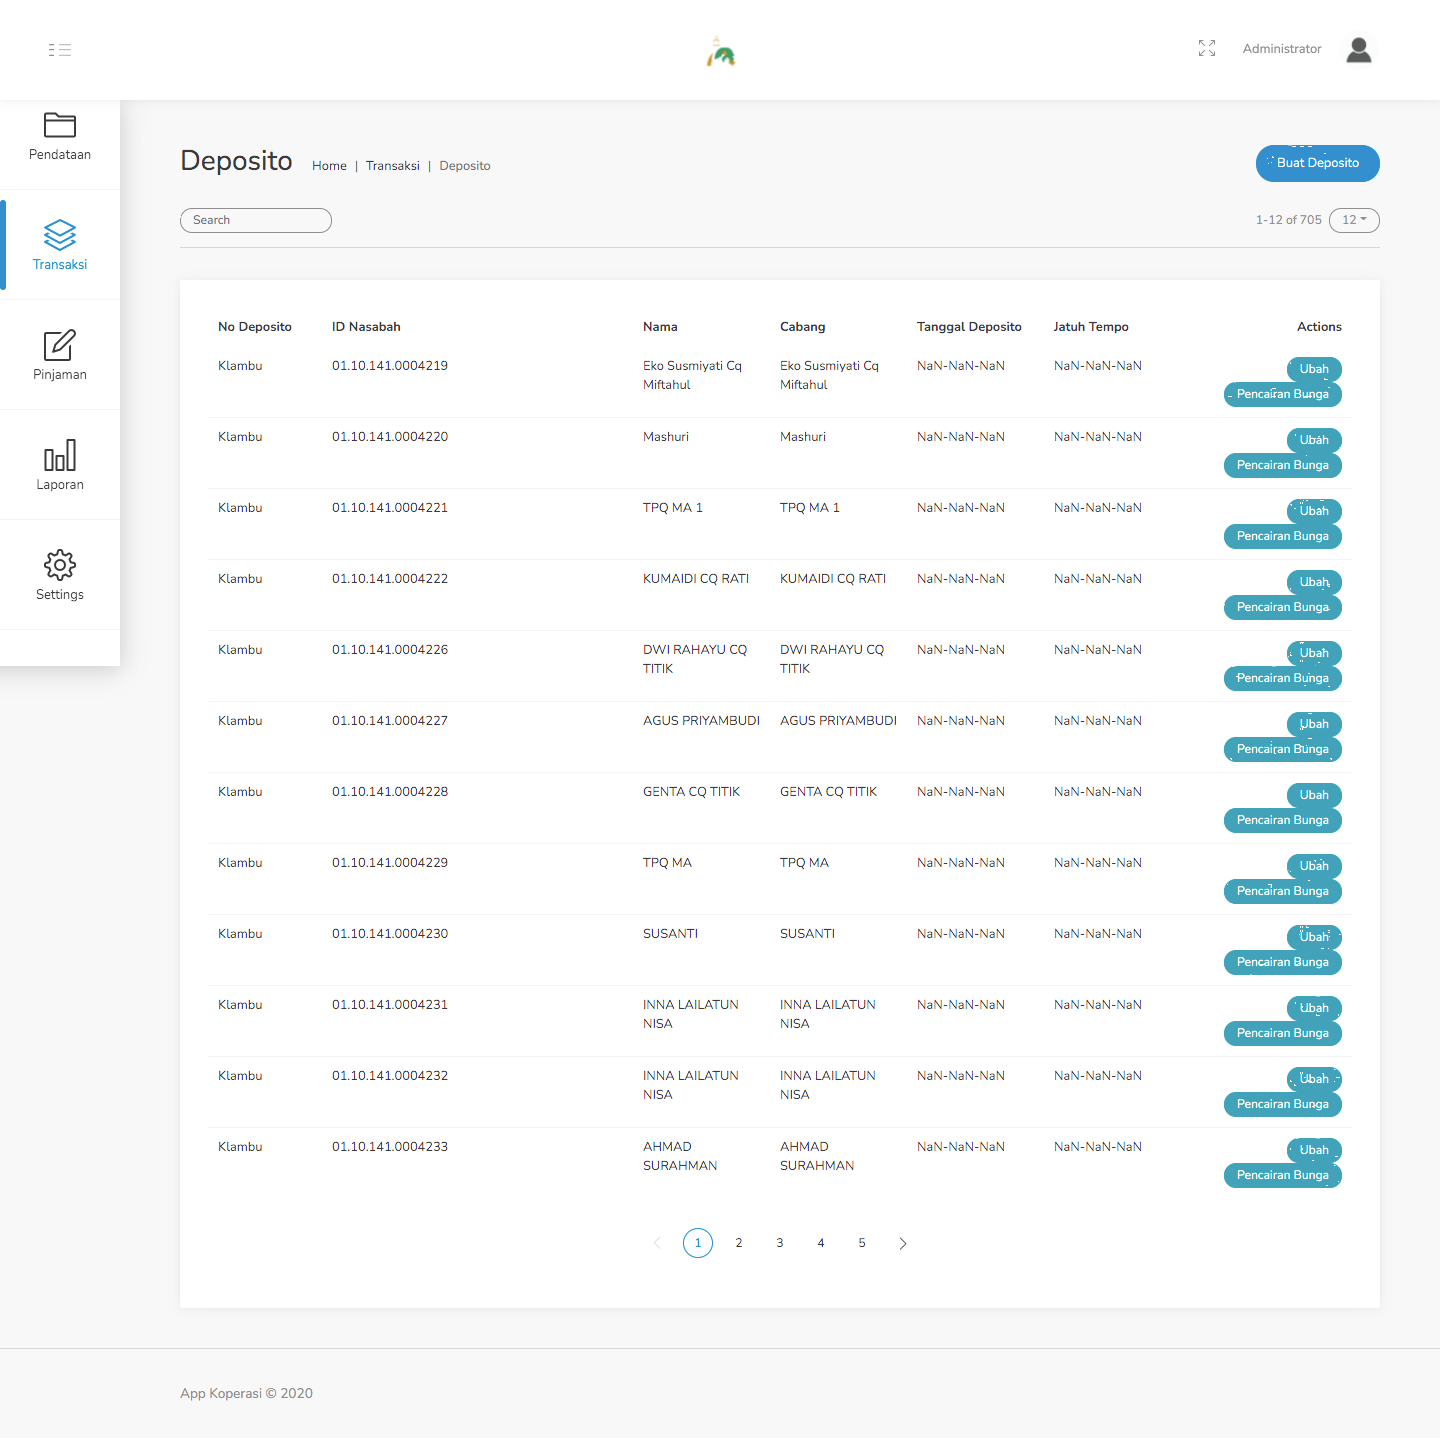 Administrator
Pendataan
Transaksi
Pinjaman
Laporan
Settings
Deposito Home | Transaksi | Deposito
Buat Deposito
Search
1-12 of 705 12
No Deposito ID Nasabah Nama Cabang Tanggal Deposito Jatuh Tempo Actions
Klambu 01.10.141.0004219 Eko Susmiyati Cq Eko Susmiyati Cq NaN-NaN-NaN NaN-NaN-NaN Ubah
Miftahul Miftahul Pencairan Bunga
Klambu 01.10.141.0004220 Mashuri Mashuri NaN-NaN-NaN NaN-NaN-NaN Ubah
Pencairan Bunga
Klambu 01.10.141.0004221 TPQ MA 1 TPQ MA 1 NaN-NaN-NaN NaN-NaN-NaN Ubah
Pencairan Bunga
Klambu 01.10.141.0004222 KUMAIDI CQ RATI KUMAIDI CQ RATI NaN-NaN-NaN NaN-NaN-NaN Ubah
Pencairan Bunga
Klambu 01.10.141.0004226 DWI RAHAYU CQ DWI RAHAYU CQ NaN-NaN-NaN NaN-NaN-NaN Ubah
TITIK TITIK Pencairan Bunga
Klambu 01.10.141.0004227 AGUS PRIYAMBUDI AGUS PRIYAMBUDI NaN-NaN-NaN NaN-NaN-NaN Ubah
Pencairan Bunga
Klambu 01.10.141.0004228 GENTA CQ TITIK GENTA CQ TITIK NaN-NaN-NaN NaN-NaN-NaN Ubah
Pencairan Bunga
Klambu 01.10.141.0004229 TPQ MA TPQ MA NaN-NaN-NaN NaN-NaN-NaN Ubah
Pencairan Bunga
Klambu 01.10.141.0004230 SUSANTI SUSANTI NaN-NaN-NaN NaN-NaN-NaN Ubah
Pencairan Bunga
Klambu 01.10.141.0004231 INNA LAILATUN INNA LAILATUN NaN-NaN-NaN NaN-NaN-NaN Ubah
NISA NISA Pencairan Bunga
Klambu 01.10.141.0004232 INNA LAILATUN INNA LAILATUN NaN-NaN-NaN NaN-NaN-NaN Ubah
NISA NISA Pencairan Bunga
Klambu 01.10.141.0004233 AHMAD AHMAD NaN-NaN-NaN NaN-NaN-NaN Ubah
SURAHMAN SURAHMAN Pencairan Bunga
1 2 3 4 5
App Koperasi © 2020